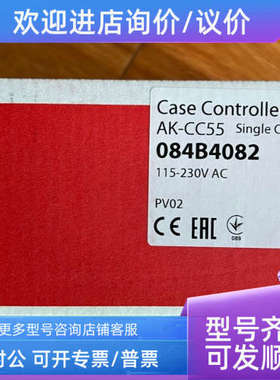 欢迎进店询价/议价
Case Controlle
AK-CC55 Single C
084B4082
115-230V AC
PV02
CE EAC
更多型号咨询店铺客服
型号齐
可发顺
对公 可开专票/普票